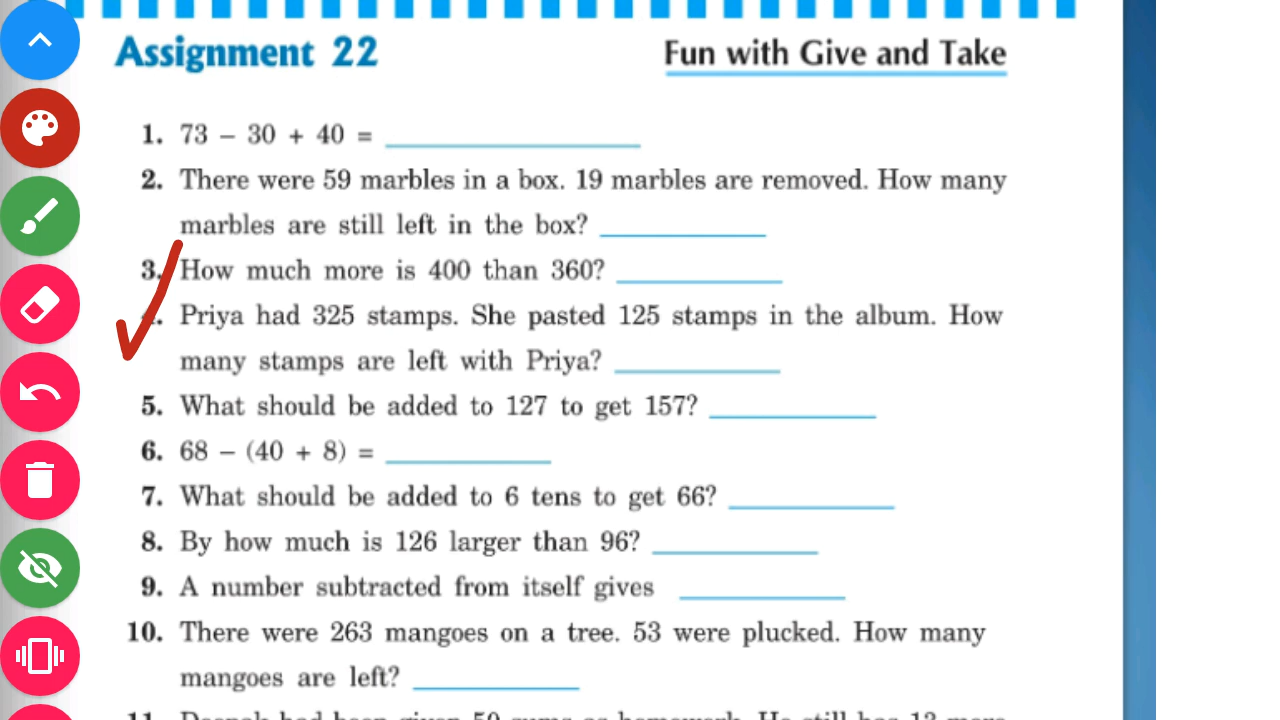 Assignment 22
Fun with Give and Take
1. 73 – 30 + 40 =
2. There were 59 marbles in a box. 19 marbles are removed. How many
marbles are still left in the box?
3. How much more is 400 than 360?
Priya had 325 stamps. She pasted 125 stamps in the album. How
many stamps are left with Priya?
5. What should be added to 127 to get 157?
6. 68 – (40 + 8) =
7. What should be added to 6 tens to get 66?
8. By how much is 126 larger than 96?
9. A number subtracted from itself gives
10. There were 263 mangoes on a tree. 53 were plucked. How many
mangoes are left?